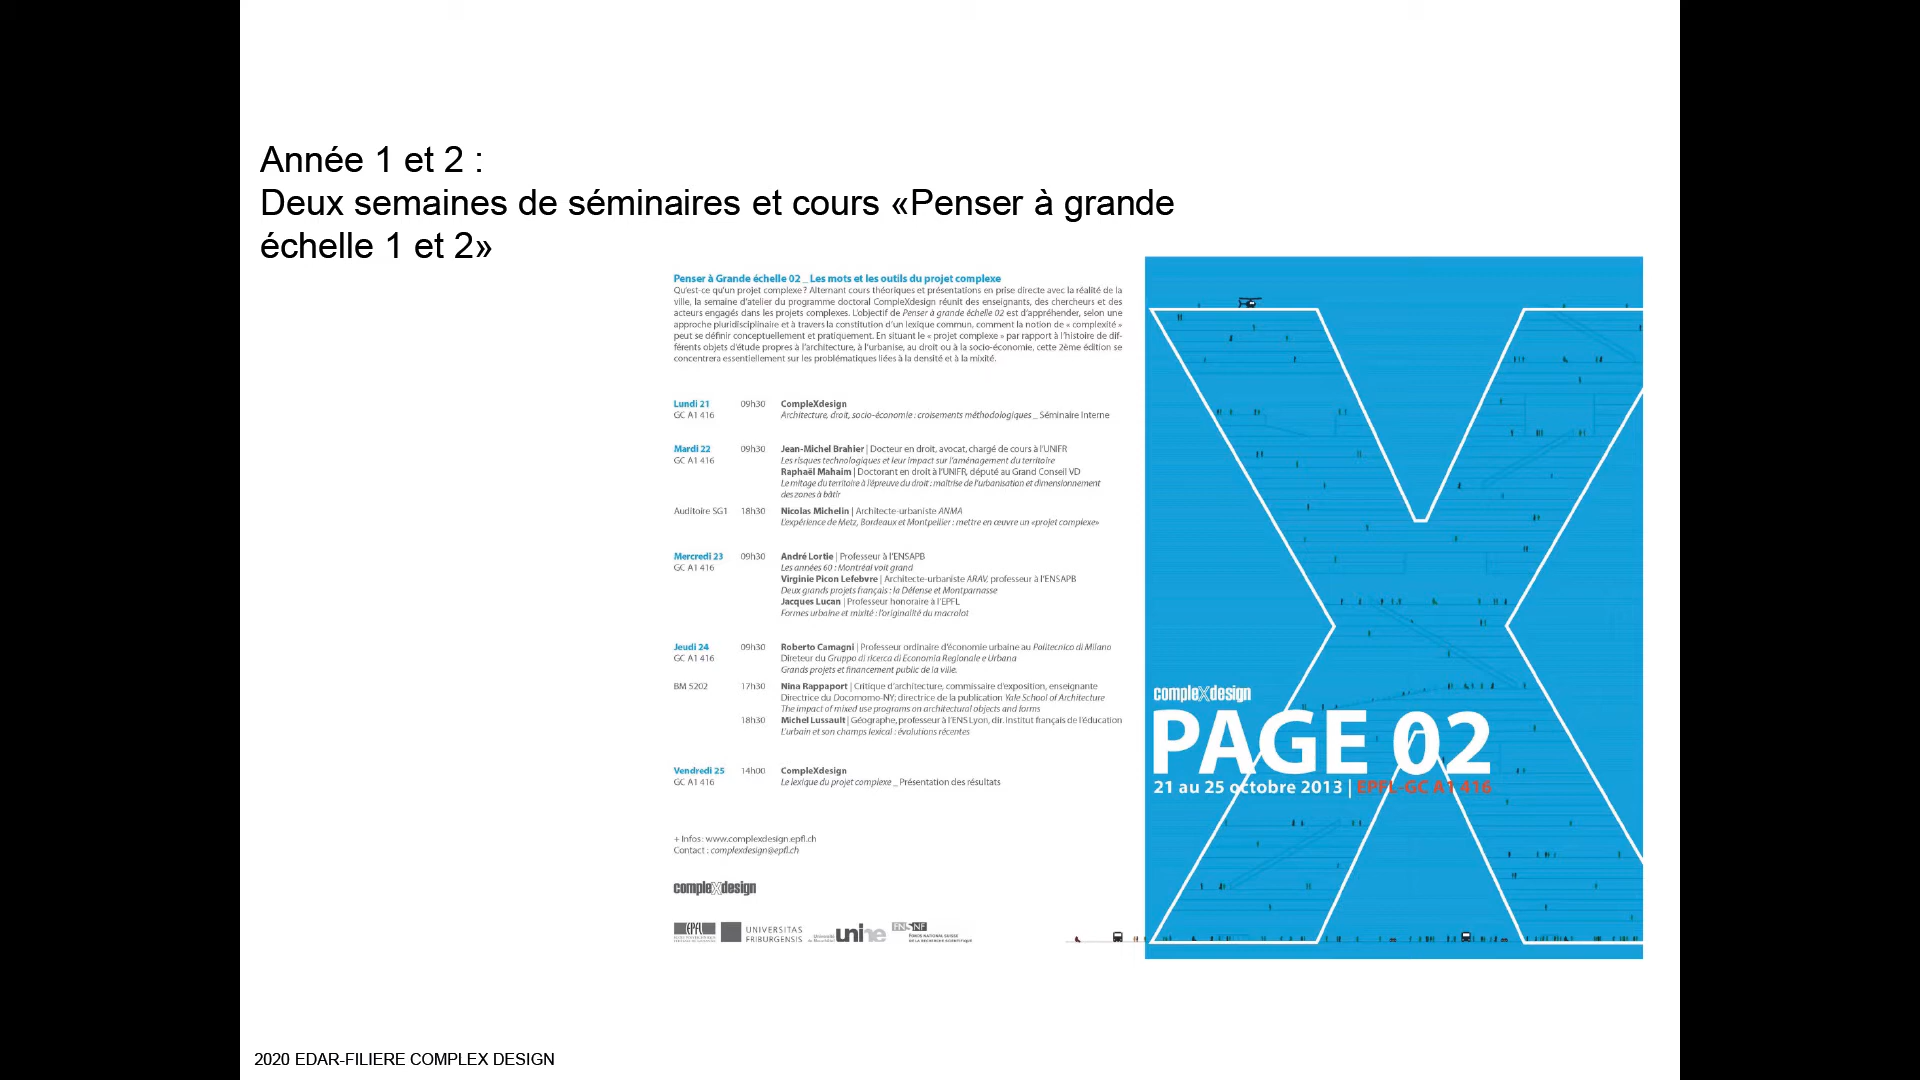 Année 1 et 2 :
Deux semaines de séminaires et cours «Penser à grande
échelle 1 et 2»
Penser à Grande échelle 02 _ Les mots et les outils du projet complexe
Qu'est-ce qu'un projet complexe ? Alternant cours théoriques et présentations en prise directe avec la réalité de la
ville, la semaine d'atelier du programme doctoral CompleXdesign réunit des enseignants, des chercheurs et des
acteurs engagés dans les projets complexes. L'objectif de Penser à grande échelle 02 est d'appréhender, selon une
approche pluridisciplinaire et à travers la constitution d'un lexique commun, comment la notion de « complexité »
peut se définir conceptuellement et pratiquement. En situant le « projet complexe » par rapport à l'histoire de dif-
férents objets d'étude propres à l'architecture, à l'urbanise, au droit ou à la socio-économie, cette 2ème édition se
concentrera essentiellement sur les problématiques liées à la densité et à la mixité.
Lundi 21 09h30 CompleXdesign
GC A1 416 Architecture, droit, socio-économie : croisements méthodologiques _ Séminaire Interne
Mardi 22 09h30 Jean-Michel Brahier | Docteur en droit, avocat, chargé de cours à l'UNIFR
GC A1 416 Les risques technologiques et leur impact sur l'aménagement du territoire
Raphaël Mahaim | Doctorant en droit à l'UNIFR, député au Grand Conseil VD
Le mitage du territoire à l'épreuve du droit : maîtrise de l'urbanisation et dimensionnement
des zones à bâtir
Auditoire SG1 18h30 Nicolas Michelin | Architecte-urbaniste ANMA
L'expérience de Metz, Bordeaux et Montpellier : mettre en œuvre un «projet complexe»
Mercredi 23 09h30 André Lortie | Professeur à l'ENSAPB
GC A1 416 Les années 60 : Montréal voit grand
Virginie Picon Lefebvre | Architecte-urbaniste ARAV, professeur à l'ENSAPB
Deux grands projets français : la Défense et Montparnasse
Jacques Lucan | Professeur honoraire à l'EPFL
Formes urbaine et mixité : l'originalité du macrolot
Jeudi 24 09h30 Roberto Camagni | Professeur ordinaire d'économie urbaine au Politecnico di Milano
GC A1 416 Direteur du Gruppo di ricerca di Economia Regionale e Urbana
Grands projets et financement public de la ville.
BM 5202 17h30 Nina Rappaport | Critique d'architecture, commissaire d'exposition, enseignante
Directrice du Docomomo-NY; directrice de la publication Yale School of Architecture
The impact of mixed use programs on architectural objects and forms
18h30 Michel Lussault | Géographe, professeur à l'ENS Lyon, dir. Institut français de l'éducation
L'urbain et son champs lexical : évolutions récentes
Vendredi 25 14h00 CompleXdesign
GC A1 416 Le lexique du projet complexe _ Présentation des résultats
+ Infos : www.complexdesign.epfl.ch
Contact : complexdesign@epfl.ch
compleXdesign
EPFL
UNIVERSITAS
FRIBURGENSIS
unine
FNSNF
FONDS NATIONAL SUISSE
DE LA RECHERCHE SCIENTIFIQUE
compleXdesign
PAGE 02
21 au 25 octobre 2013 | EPFL-GC A1 416
2020 EDAR-FILIERE COMPLEX DESIGN